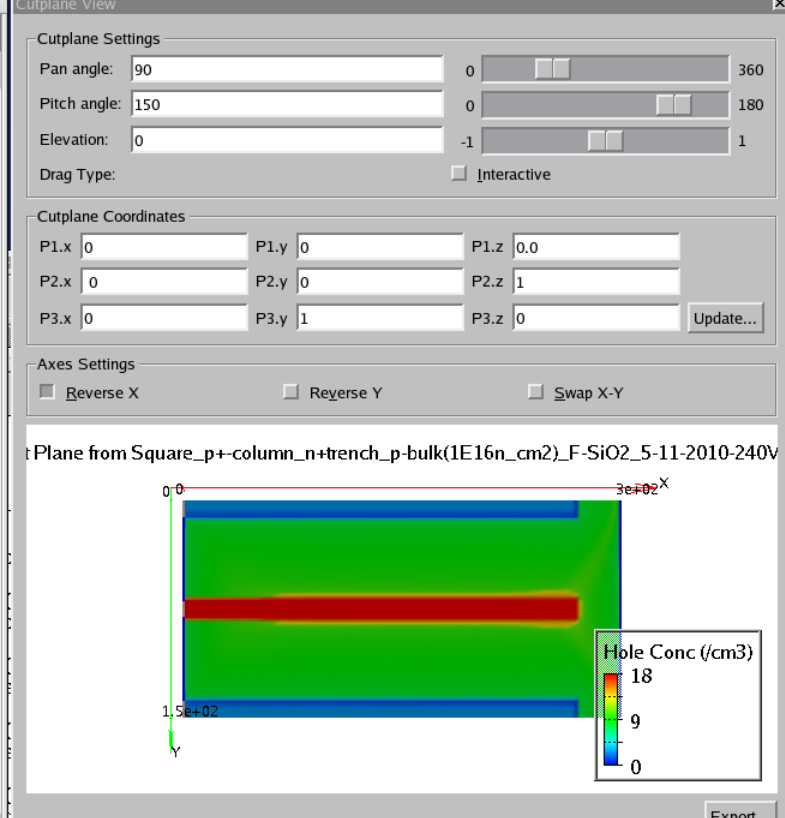 Cutplane View
Cutplane Settings
Pan angle: 90 0 360
Pitch angle: 150 0 180
Elevation: 0 -1 1
Drag Type: Interactive
Cutplane Coordinates
P1.x 0 P1.y 0 P1.z 0.0
P2.x 0 P2.y 0 P2.z 1
P3.x 0 P3.y 1 P3.z 0 Update...
Axes Settings
Reverse X Reverse Y Swap X-Y
t Plane from Square_p+-column_n+trench_p-bulk(1E16n_cm2)_F-SiO2_5-11-2010-240V
0 0 3e+02 X
Hole Conc (/cm3)
18
9
0
1.5e+02
Y
Export...